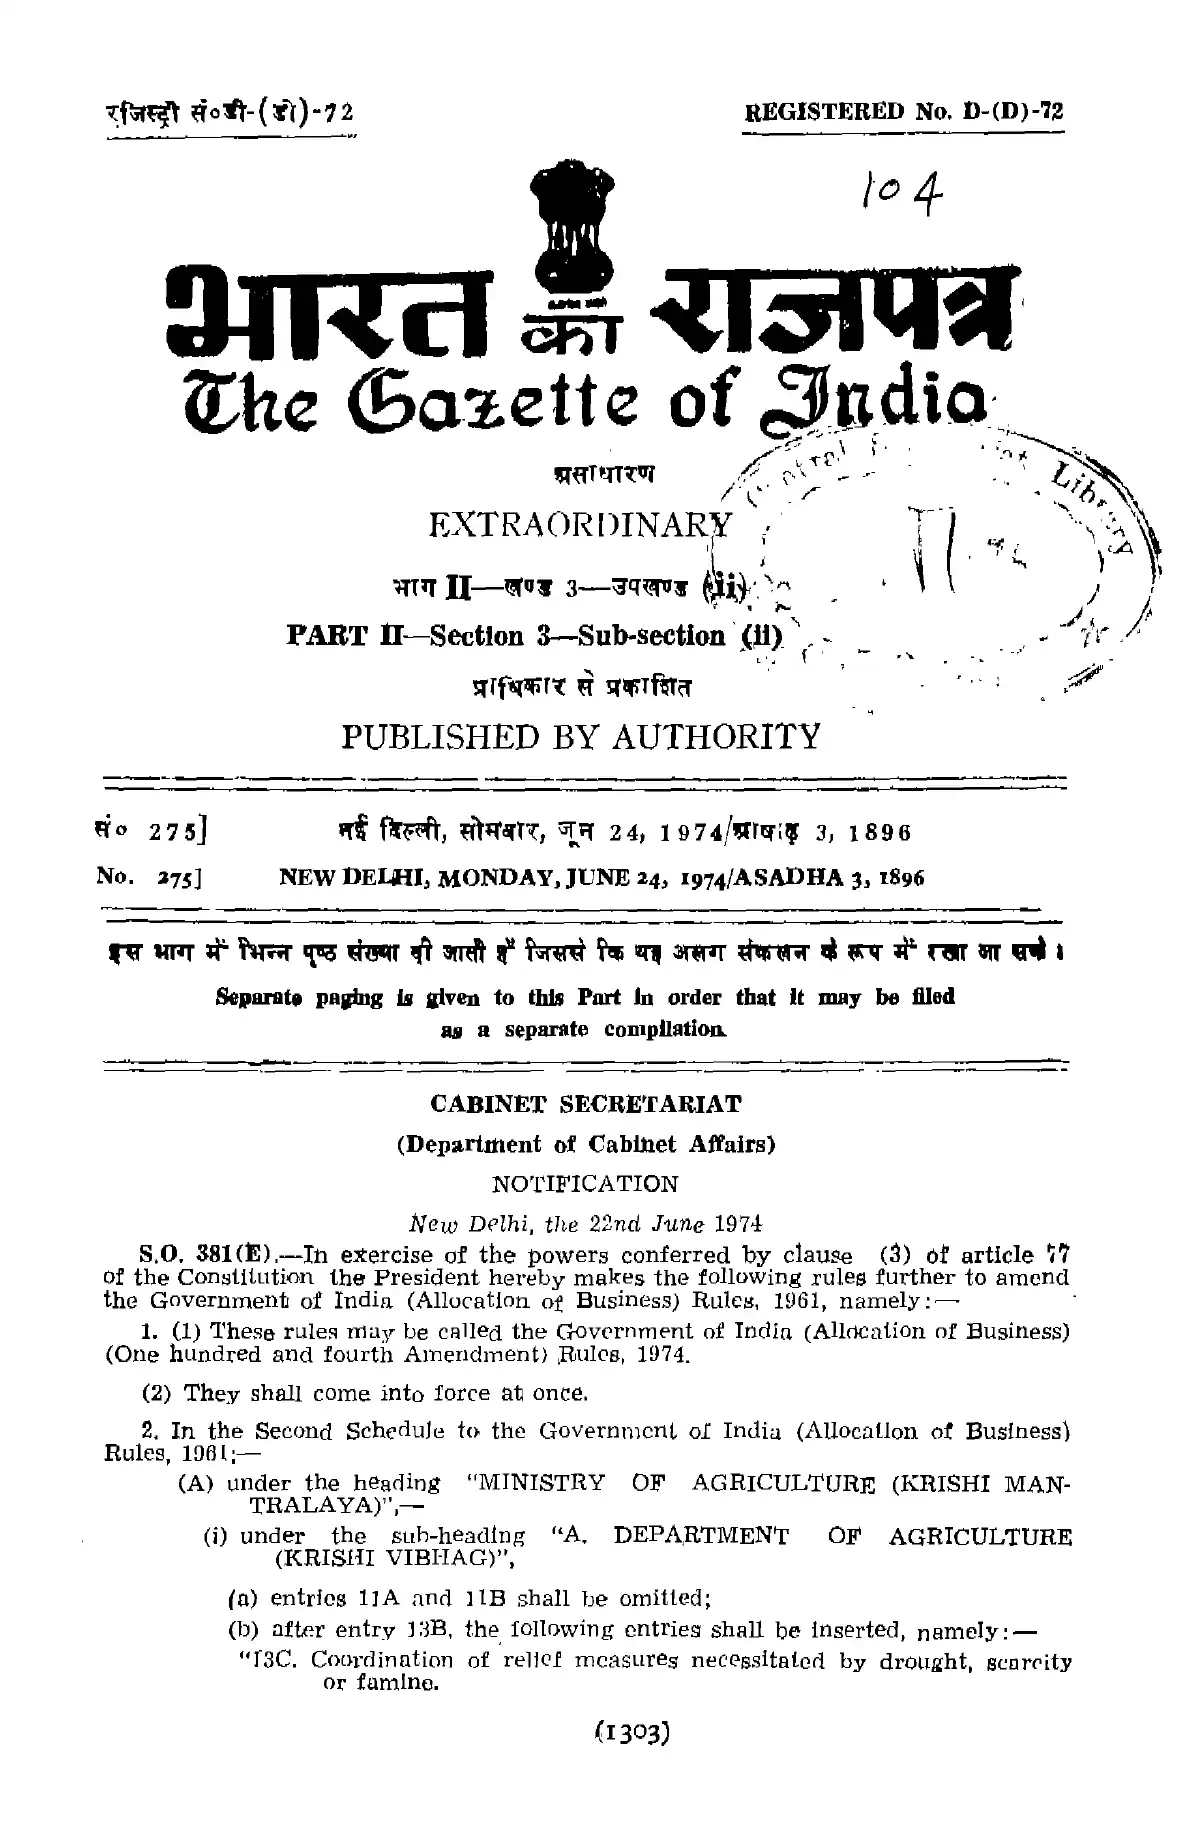 रजिस्ट्री सं०डी-(डी)-72
REGISTERED No. D-(D)-72
104
भारत का राजपत्र
The Gazette of India
Central Library
असाधारण
EXTRAORDINARY
भाग II—खण्ड 3—उपखण्ड (ii)
PART II—Section 3—Sub-section (ii)
प्राधिकार से प्रकाशित
PUBLISHED BY AUTHORITY
सं० 275]
नई दिल्ली, सोमवार, जून 24, 1974/आषाढ़ 3, 1896
No. 275]
NEW DELHI, MONDAY, JUNE 24, 1974/ASADHA 3, 1896
इस भाग में भिन्न पृष्ठ संख्या दी जाती है जिससे कि यह अलग संकलन के रूप में रखा जा सके ।
Separate paging is given to this Part in order that it may be filed
as a separate compilation.
CABINET SECRETARIAT
(Department of Cabinet Affairs)
NOTIFICATION
New Delhi, the 22nd June 1974
S.O. 381(E).—In exercise of the powers conferred by clause (3) of article 77
of the Constitution the President hereby makes the following rules further to amend
the Government of India (Allocation of Business) Rules, 1961, namely:—
1. (1) These rules may be called the Government of India (Allocation of Business)
(One hundred and fourth Amendment) Rules, 1974.
(2) They shall come into force at once.
2. In the Second Schedule to the Government of India (Allocation of Business)
Rules, 1961;—
(A) under the heading "MINISTRY OF AGRICULTURE (KRISHI MAN-
TRALAYA)",—
(i) under the sub-heading "A. DEPARTMENT OF AGRICULTURE
(KRISHI VIBHAG)",
(a) entries 11A and 11B shall be omitted;
(b) after entry 13B, the following entries shall be inserted, namely:—
"13C. Coordination of relief measures necessitated by drought, scarcity
or famine.
(1303)